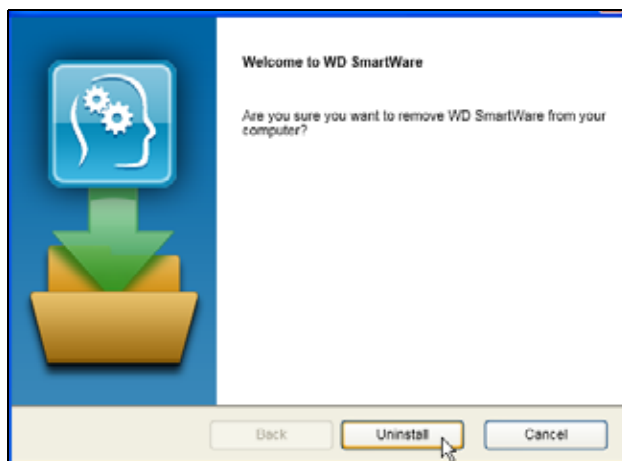 Welcome to WD SmartWare
Are you sure you want to remove WD SmartWare from your
computer?
Back
Uninstall
Cancel